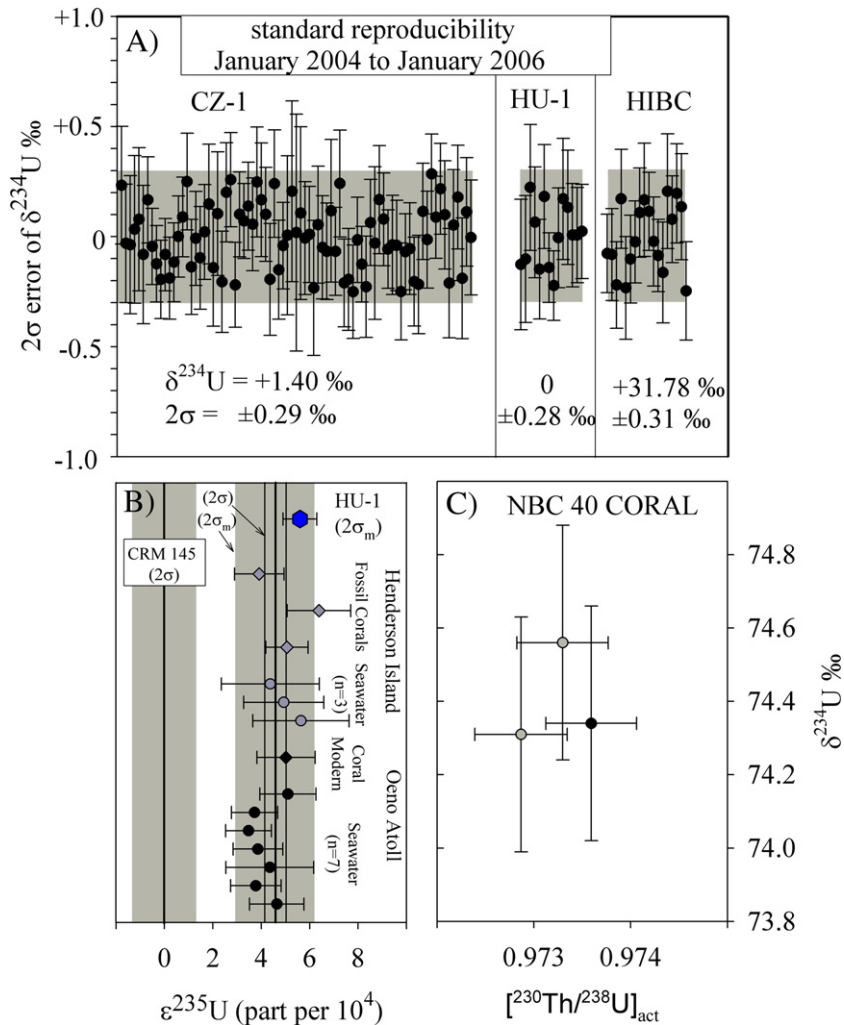 A)
standard reproducibility
January 2004 to January 2006
CZ-1
HU-1
HIBC
+1.0
+0.5
0
-0.5
-1.0
2σ error of δ²³⁴U ‰
δ²³⁴U = +1.40 ‰
2σ = ±0.29 ‰
0
±0.28 ‰
+31.78 ‰
±0.31 ‰
B)
(2σ)
(2σₘ)
CRM 145
(2σ)
HU-1
(2σₘ)
Henderson Island
Fossil Corals
Seawater
(n=3)
Oeno Atoll
Modern
Coral
Seawater
(n=7)
0 2 4 6 8
ε²³⁵U (part per 10⁴)
C) NBC 40 CORAL
74.8
74.6
74.4
74.2
74.0
73.8
δ²³⁴U ‰
0.973 0.974
[²³⁰Th/²³⁸U]act